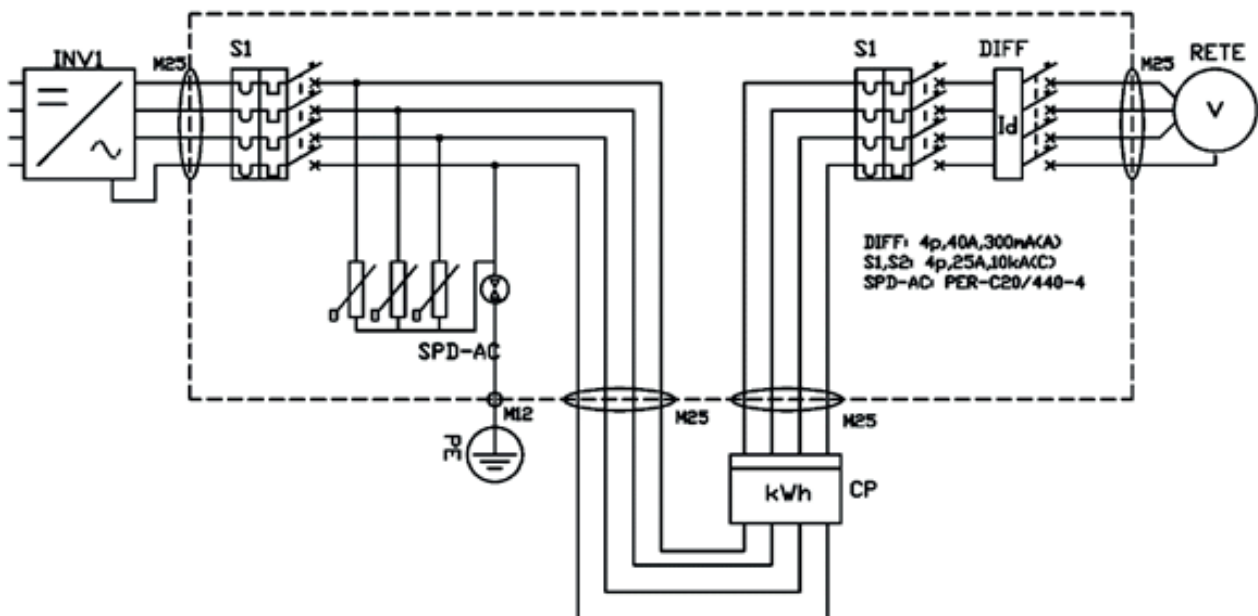 INV1
M25
S1
S1
DIFF
M25
RETE
Id
V
DIFF: 4p,40A,300mA(A)
S1,S2: 4p,25A,10kA(C)
SPD-AC: PER-C20/440-4
SPD-AC
M12
M25
M25
PE
kWh
CP